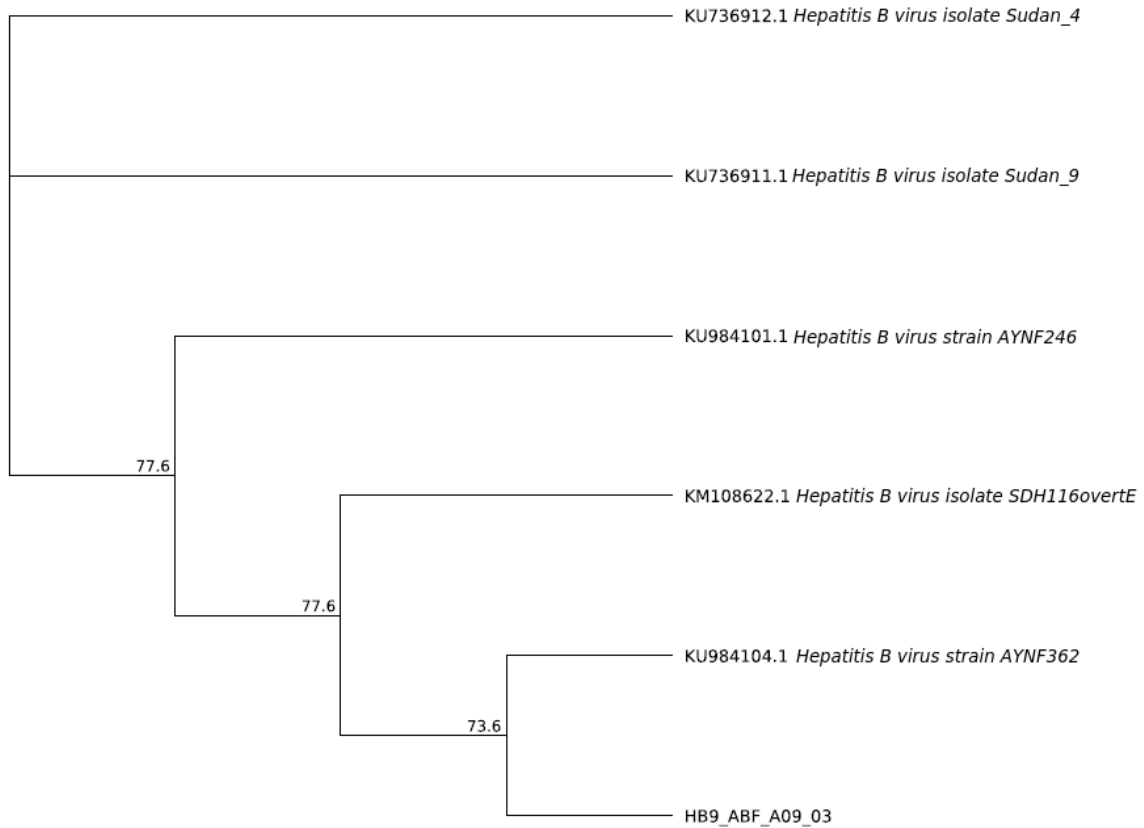 KU736912.1 Hepatitis B virus isolate Sudan_4
KU736911.1 Hepatitis B virus isolate Sudan_9
KU984101.1 Hepatitis B virus strain AYNF246
77.6
KM108622.1 Hepatitis B virus isolate SDH116overtE
77.6
KU984104.1 Hepatitis B virus strain AYNF362
73.6
HB9_ABF_A09_03